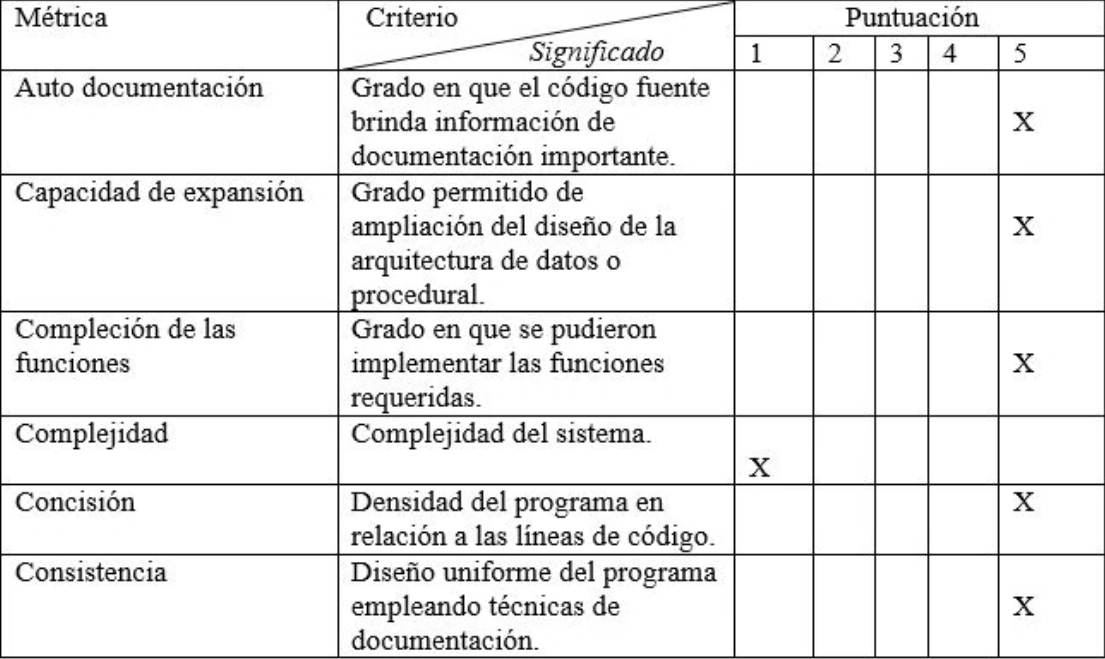 Métrica
Criterio
Significado
Puntuación
1 2 3 4 5
Auto documentación
Grado en que el código fuente
brinda información de
documentación importante.
X
Capacidad de expansión
Grado permitido de
ampliación del diseño de la
arquitectura de datos o
procedural.
X
Compleción de las
funciones
Grado en que se pudieron
implementar las funciones
requeridas.
X
Complejidad
Complejidad del sistema.
X
Concisión
Densidad del programa en
relación a las líneas de código.
X
Consistencia
Diseño uniforme del programa
empleando técnicas de
documentación.
X